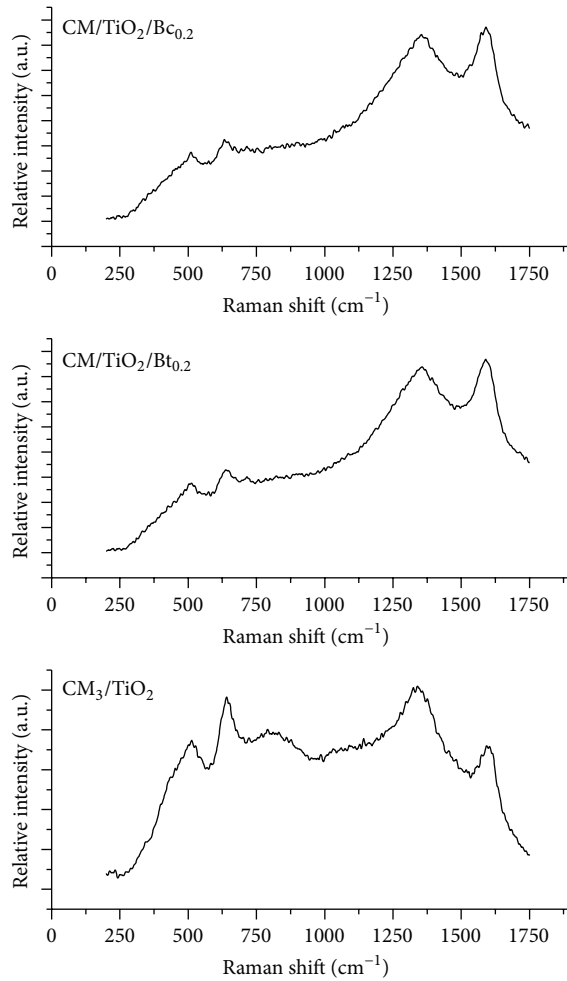 CM/TiO₂/Bc₀.₂
Relative intensity (a.u.)
0 250 500 750 1000 1250 1500 1750
Raman shift (cm⁻¹)
CM/TiO₂/Bt₀.₂
Relative intensity (a.u.)
0 250 500 750 1000 1250 1500 1750
Raman shift (cm⁻¹)
CM₃/TiO₂
Relative intensity (a.u.)
0 250 500 750 1000 1250 1500 1750
Raman shift (cm⁻¹)